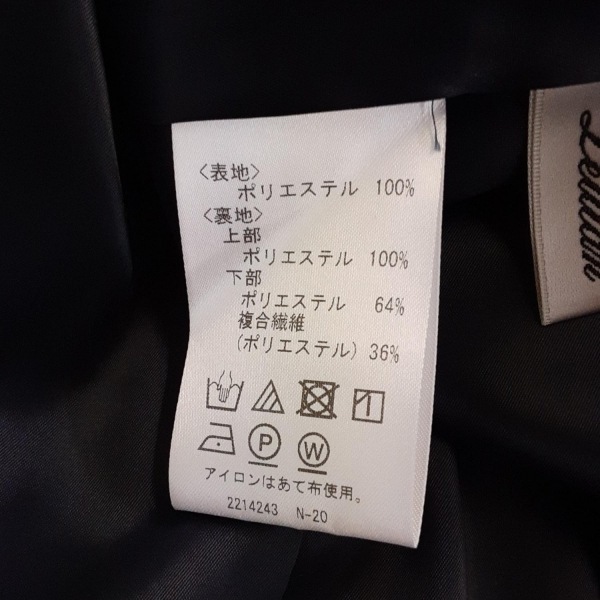 <表地>
ポリエステル 100%
<裏地>
上部
ポリエステル 100%
下部
ポリエステル 64%
複合繊維
(ポリエステル) 36%
P
W
アイロンはあて布使用。
2214243 N-20